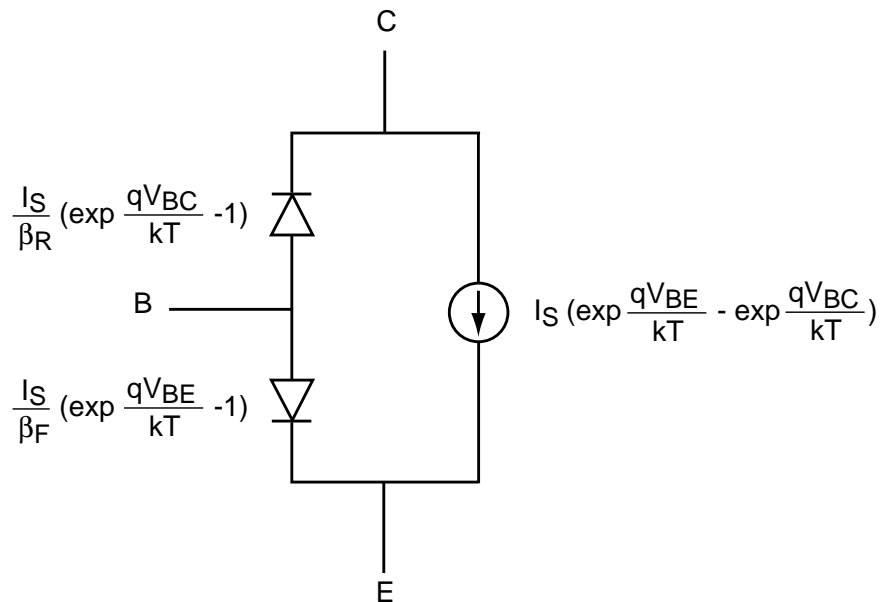 C
I_S/β_R (exp qV_BC/kT -1)
B
I_S (exp qV_BE/kT - exp qV_BC/kT)
I_S/β_F (exp qV_BE/kT -1)
E